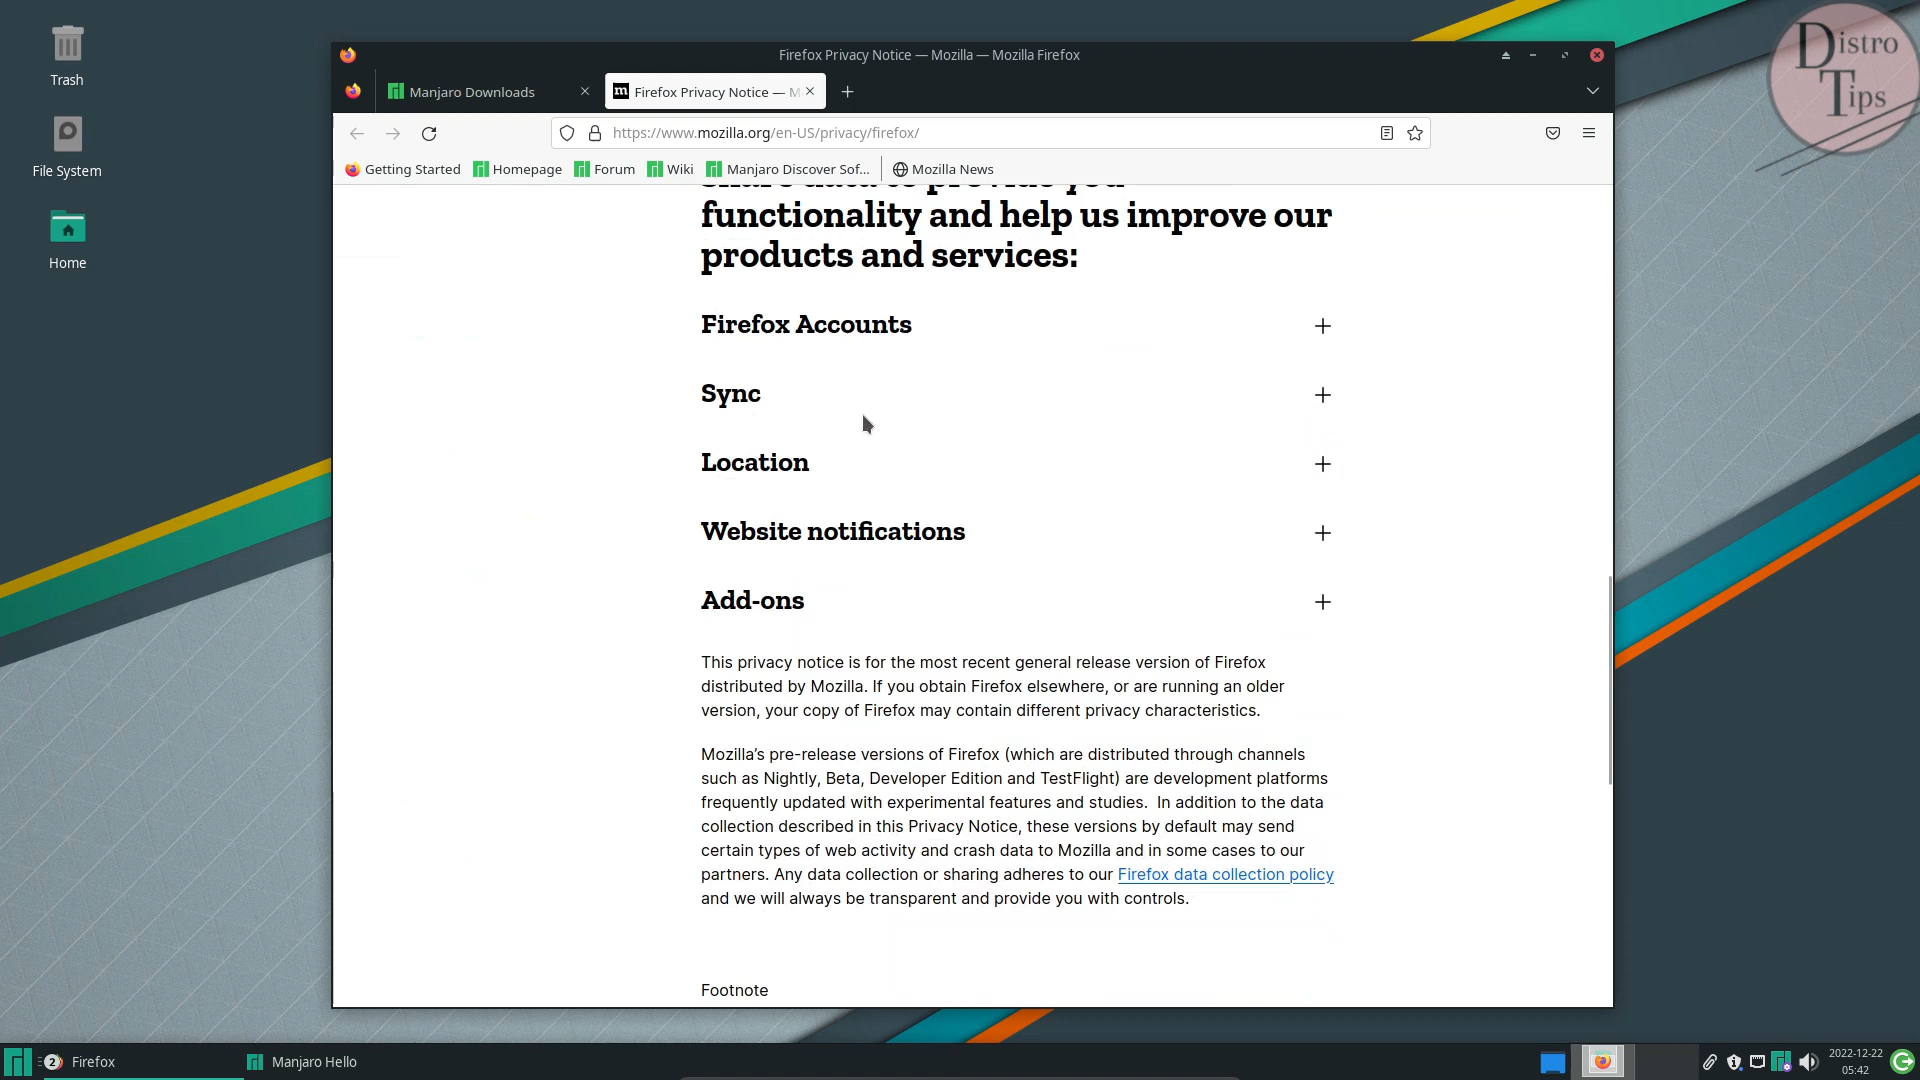 Trash
File System
Home
Distro
Tips
Firefox Privacy Notice — Mozilla — Mozilla Firefox
Manjaro Downloads
Firefox Privacy Notice — M
https://www.mozilla.org/en-US/privacy/firefox/
Getting Started
Homepage
Forum
Wiki
Manjaro Discover Sof...
Mozilla News
share data to provide you
functionality and help us improve our
products and services:
Firefox Accounts
Sync
Location
Website notifications
Add-ons
This privacy notice is for the most recent general release version of Firefox
distributed by Mozilla. If you obtain Firefox elsewhere, or are running an older
version, your copy of Firefox may contain different privacy characteristics.
Mozilla’s pre-release versions of Firefox (which are distributed through channels
such as Nightly, Beta, Developer Edition and TestFlight) are development platforms
frequently updated with experimental features and studies. In addition to the data
collection described in this Privacy Notice, these versions by default may send
certain types of web activity and crash data to Mozilla and in some cases to our
partners. Any data collection or sharing adheres to our Firefox data collection policy
and we will always be transparent and provide you with controls.
Footnote
2
Firefox
Manjaro Hello
2022-12-22
05:42